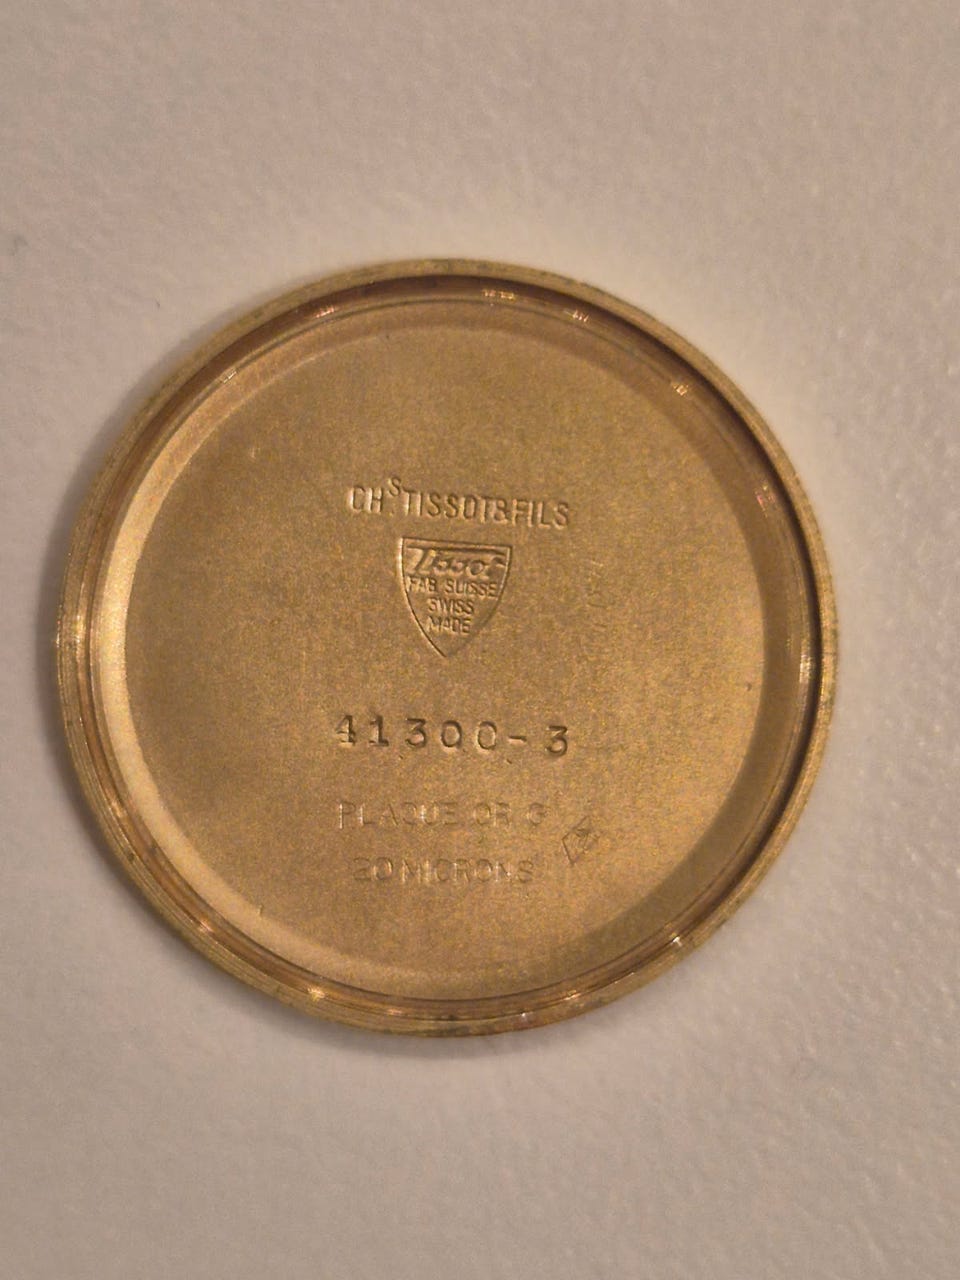 CHS TISSOT & FILS
Tissot
FAB SUISSE
SWISS
MADE
41300-3
PLAQUE OR G
20 MICRONS